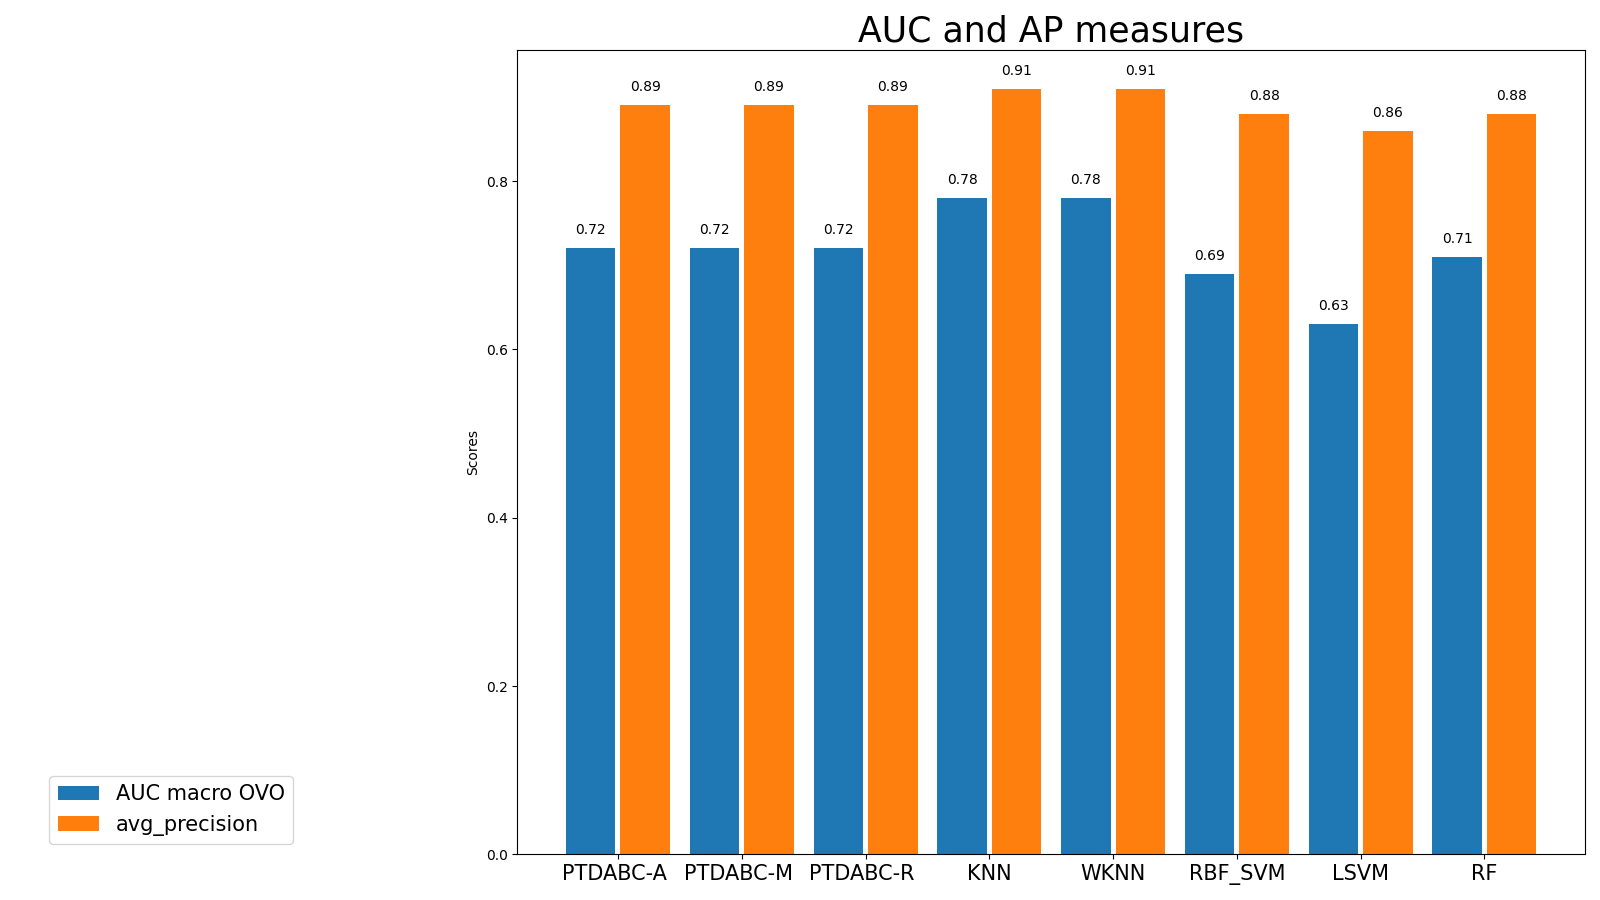 AUC and AP measures
0.89 0.89 0.89 0.91 0.91 0.88 0.86 0.88
0.72 0.72 0.72 0.78 0.78 0.69 0.63 0.71
0.8
0.6
0.4
0.2
0.0
Scores
PTDABC-A PTDABC-M PTDABC-R KNN WKNN RBF_SVM LSVM RF
AUC macro OVO
avg_precision